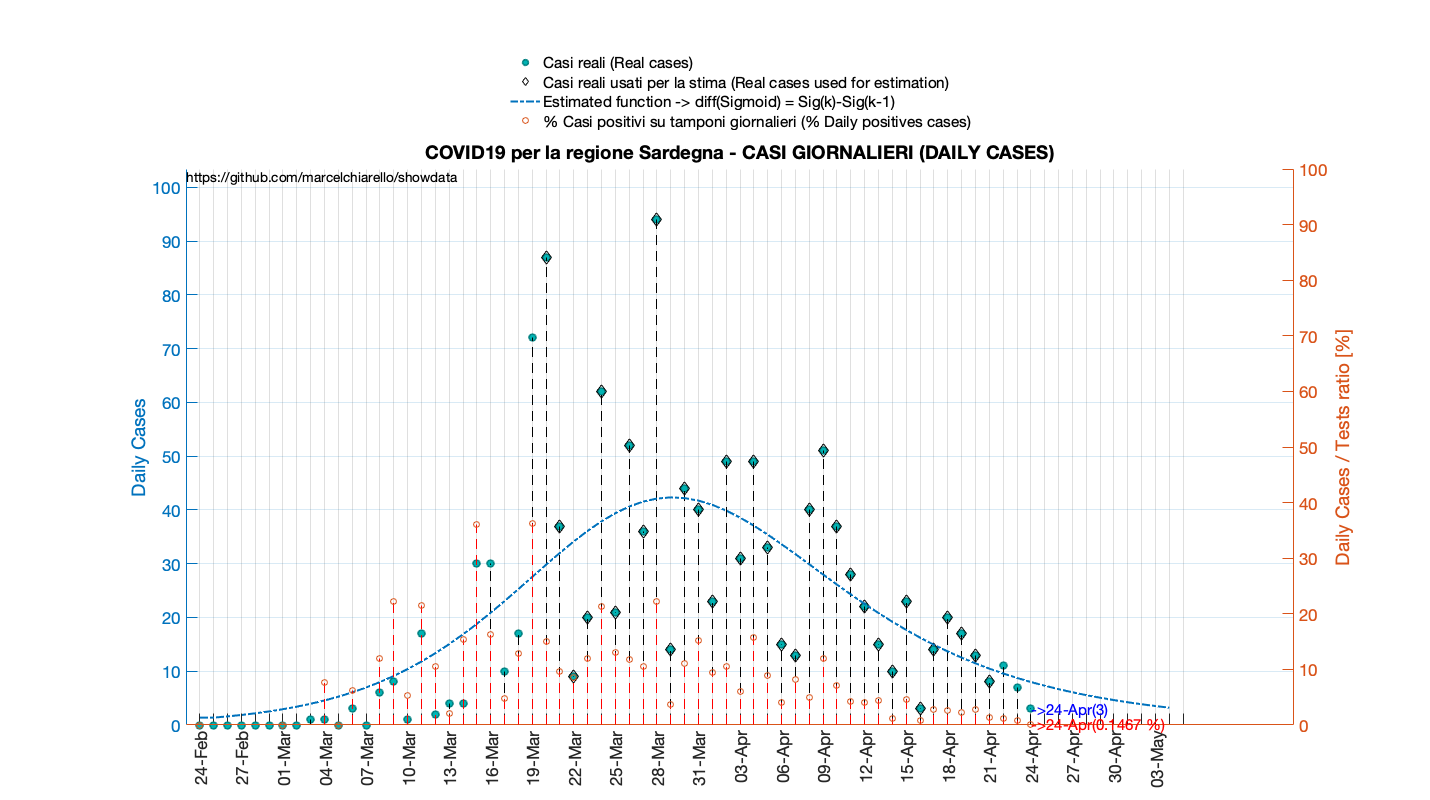 Casi reali (Real cases)
Casi reali usati per la stima (Real cases used for estimation)
Estimated function -> diff(Sigmoid) = Sig(k)-Sig(k-1)
% Casi positivi su tamponi giornalieri (% Daily positives cases)
COVID19 per la regione Sardegna - CASI GIORNALIERI (DAILY CASES)
https://github.com/marcelchiarello/showdata
100
90
80
70
60
50
40
30
20
10
0
Daily Cases
100
90
80
70
60
50
40
30
20
10
0
Daily Cases / Tests ratio [%]
->24-Apr(3)
->24-Apr(0.1467 %)
24-Feb
27-Feb
01-Mar
04-Mar
07-Mar
10-Mar
13-Mar
16-Mar
19-Mar
22-Mar
25-Mar
28-Mar
31-Mar
03-Apr
06-Apr
09-Apr
12-Apr
15-Apr
18-Apr
21-Apr
24-Apr
27-Apr
30-Apr
03-May